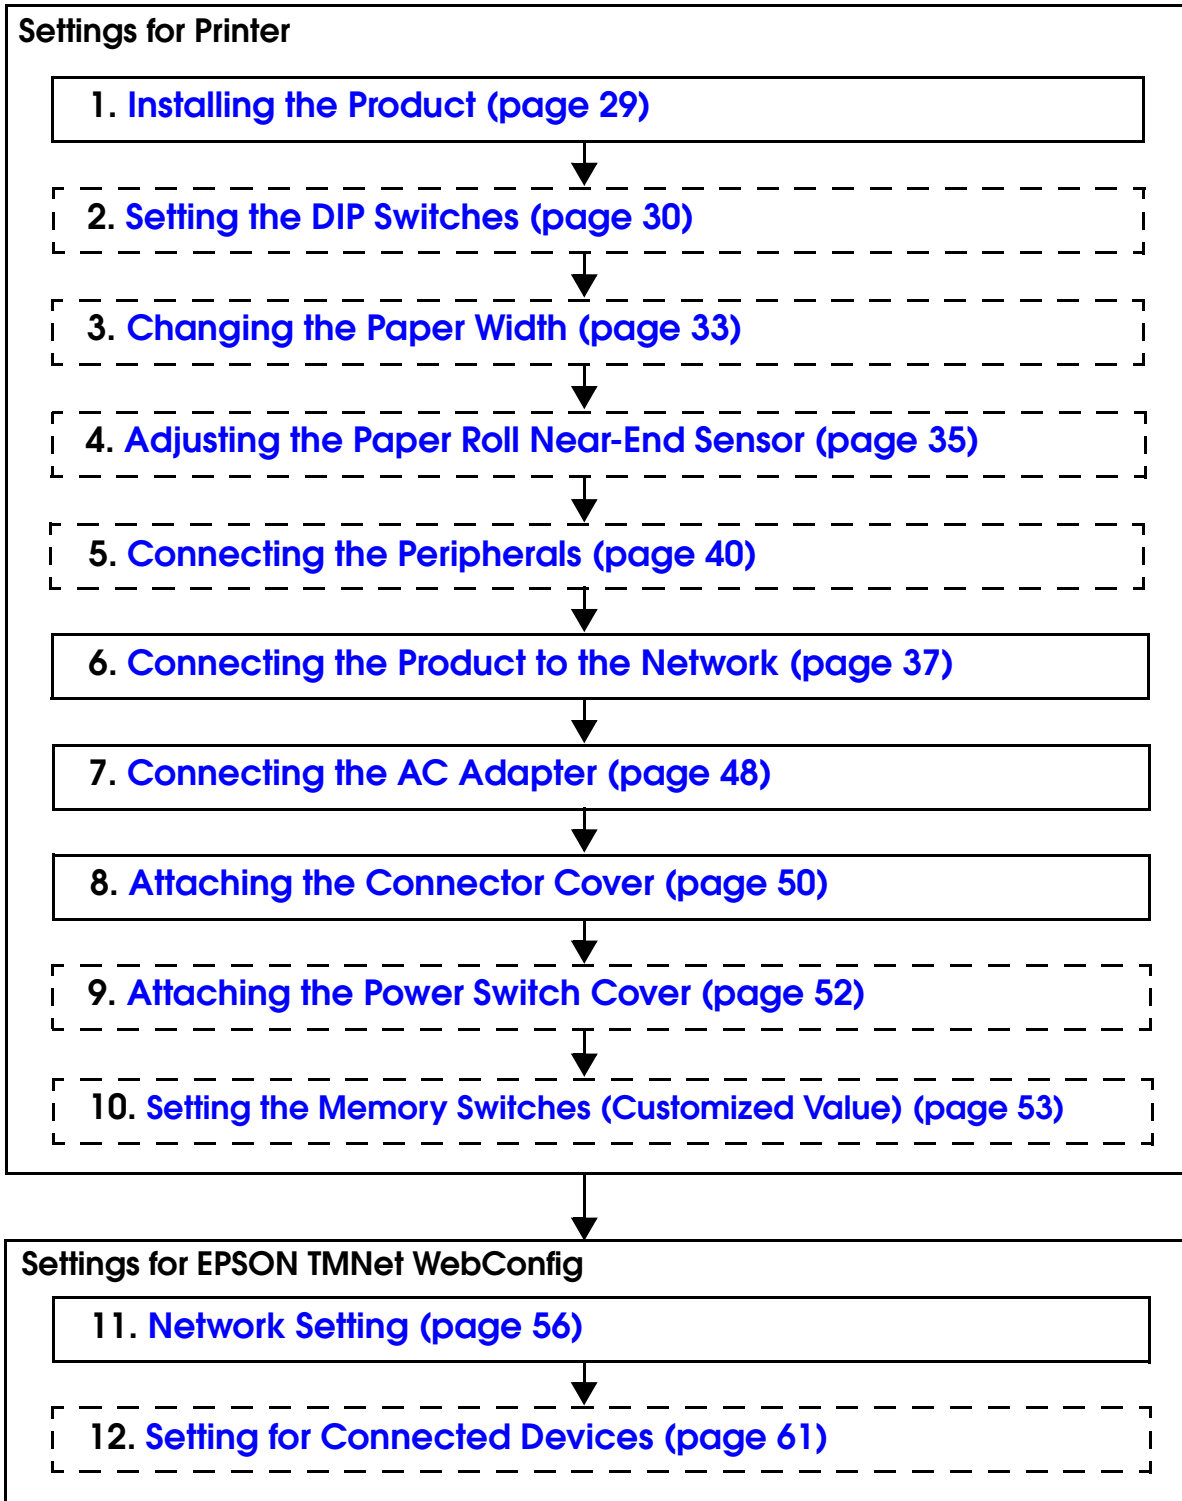 Settings for Printer
1. Installing the Product (page 29)
2. Setting the DIP Switches (page 30)
3. Changing the Paper Width (page 33)
4. Adjusting the Paper Roll Near-End Sensor (page 35)
5. Connecting the Peripherals (page 40)
6. Connecting the Product to the Network (page 37)
7. Connecting the AC Adapter (page 48)
8. Attaching the Connector Cover (page 50)
9. Attaching the Power Switch Cover (page 52)
10. Setting the Memory Switches (Customized Value) (page 53)
Settings for EPSON TMNet WebConfig
11. Network Setting (page 56)
12. Setting for Connected Devices (page 61)